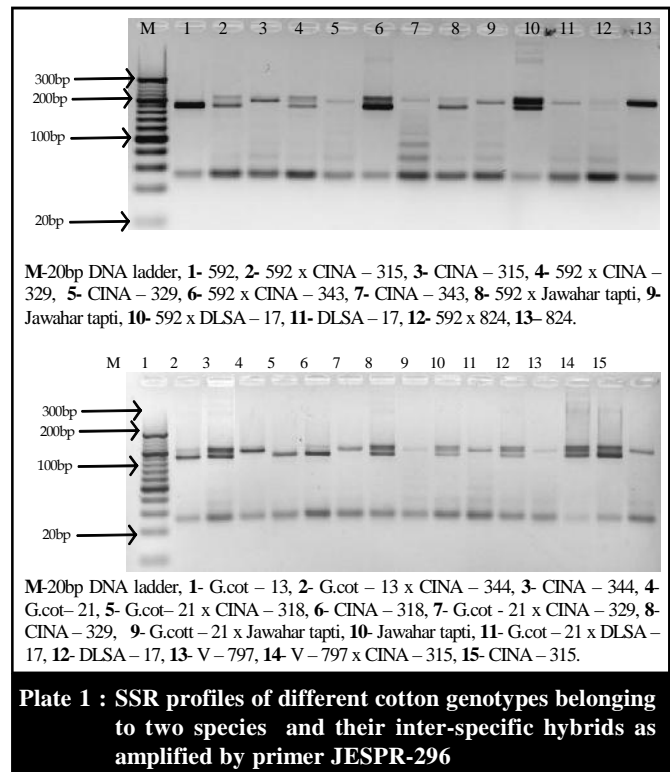 M 1 2 3 4 5 6 7 8 9 10 11 12 13
300bp
200bp
100bp
20bp
M-20bp DNA ladder, 1- 592, 2- 592 x CINA – 315, 3- CINA – 315, 4- 592 x CINA –
329, 5- CINA – 329, 6- 592 x CINA – 343, 7- CINA – 343, 8- 592 x Jawahar tapti, 9-
Jawahar tapti, 10- 592 x DLSA – 17, 11- DLSA – 17, 12- 592 x 824, 13– 824.
M 1 2 3 4 5 6 7 8 9 10 11 12 13 14 15
300bp
200bp
100bp
20bp
M-20bp DNA ladder, 1- G.cot – 13, 2- G.cot – 13 x CINA – 344, 3- CINA – 344, 4-
G.cot– 21, 5- G.cot– 21 x CINA – 318, 6- CINA – 318, 7- G.cot - 21 x CINA – 329, 8-
CINA – 329, 9- G.cott – 21 x Jawahar tapti, 10- Jawahar tapti, 11- G.cot – 21 x DLSA –
17, 12- DLSA – 17, 13- V – 797, 14- V – 797 x CINA – 315, 15- CINA – 315.
Plate 1 : SSR profiles of different cotton genotypes belonging
to two species and their inter-specific hybrids as
amplified by primer JESPR-296